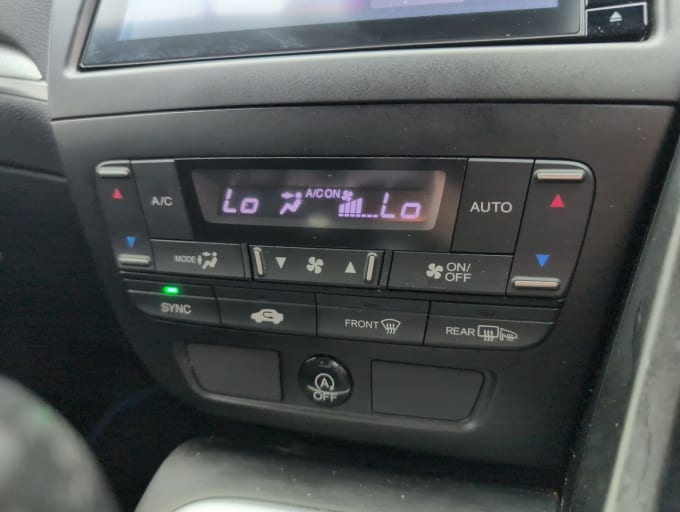 A/C
Lo A/C ON Lo
AUTO
MODE
ON/
OFF
SYNC
FRONT
REAR
A
OFF